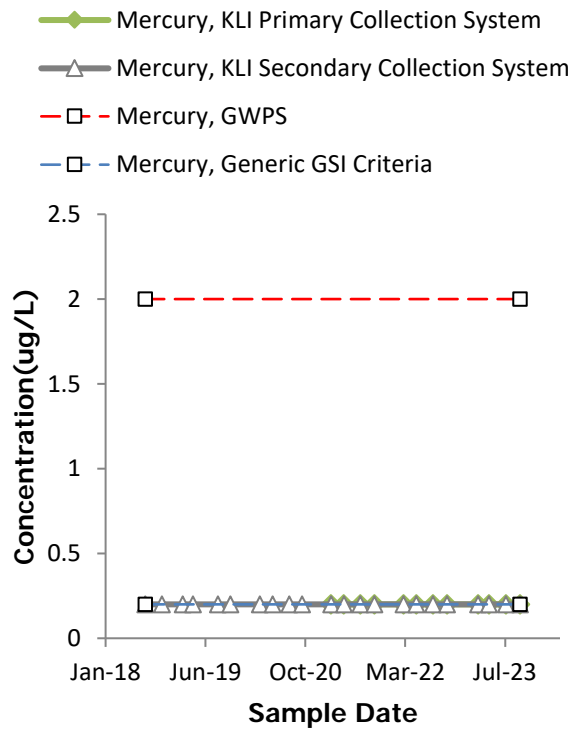 Mercury, KLI Primary Collection System
Mercury, KLI Secondary Collection System
Mercury, GWPS
Mercury, Generic GSI Criteria
2.5
2
1.5
1
0.5
0
Concentration(ug/L)
Jan-18 Jun-19 Oct-20 Mar-22 Jul-23
Sample Date